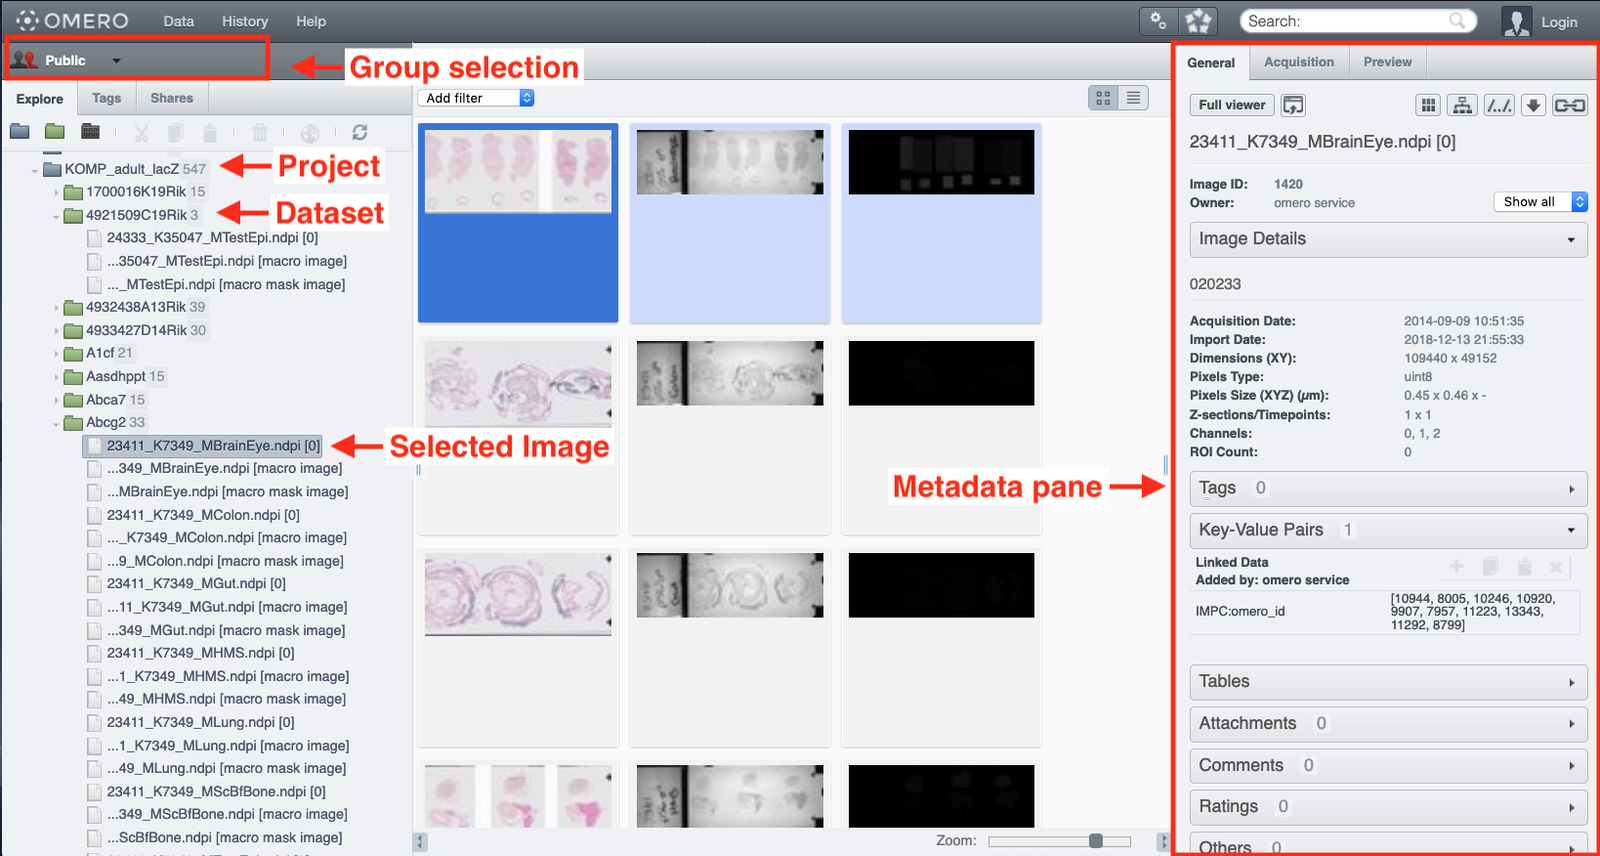 OMERO Data History Help Search: Login
Public
Group selection
Explore Tags Shares
Add filter
KOMP_adult_lacZ 547
Project
1700016K19Rik 15
4921509C19Rik 3
Dataset
24333_K35047_MTestEpi.ndpi [0]
...35047_MTestEpi.ndpi [macro image]
..._MTestEpi.ndpi [macro mask image]
4932438A13Rik 39
4933427D14Rik 30
A1cf 21
Aasdhppt 15
Abca7 15
Abcg2 33
23411_K7349_MBrainEye.ndpi [0]
Selected Image
...349_MBrainEye.ndpi [macro image]
...MBrainEye.ndpi [macro mask image]
23411_K7349_MColon.ndpi [0]
..._K7349_MColon.ndpi [macro image]
...9_MColon.ndpi [macro mask image]
23411_K7349_MGut.ndpi [0]
...11_K7349_MGut.ndpi [macro image]
...349_MGut.ndpi [macro mask image]
23411_K7349_MHMS.ndpi [0]
...1_K7349_MHMS.ndpi [macro image]
...49_MHMS.ndpi [macro mask image]
23411_K7349_MLung.ndpi [0]
...1_K7349_MLung.ndpi [macro image]
...49_MLung.ndpi [macro mask image]
23411_K7349_MScBfBone.ndpi [0]
...349_MScBfBone.ndpi [macro image]
...ScBfBone.ndpi [macro mask image]
Zoom:
Metadata pane
General Acquisition Preview
Full viewer
23411_K7349_MBrainEye.ndpi [0]
Image ID: 1420
Owner: omero service
Show all
Image Details
020233
Acquisition Date: 2014-09-09 10:51:35
Import Date: 2018-12-13 21:55:33
Dimensions (XY): 109440 x 49152
Pixels Type: uint8
Pixels Size (XYZ) (µm): 0.45 x 0.46 x -
Z-sections/Timepoints: 1 x 1
Channels: 0, 1, 2
ROI Count: 0
Tags 0
Key-Value Pairs 1
Linked Data
Added by: omero service
IMPC:omero_id
[10944, 8005, 10246, 10920,
9907, 7957, 11223, 13343,
11292, 8799]
Tables
Attachments 0
Comments 0
Ratings 0
Others 0